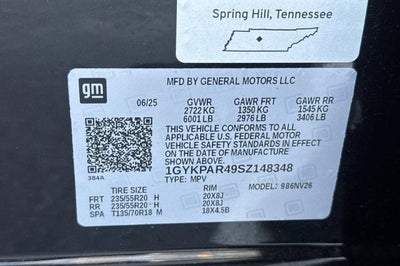 Spring Hill, Tennessee
gm
MFD BY GENERAL MOTORS LLC
06/25 GVWR GAWR FRT GAWR RR
2722 KG 1350 KG 1545 KG
6001 LB 2976 LB 3406 LB
THIS VEHICLE CONFORMS TO ALL APPLICABLE
U.S. FEDERAL MOTOR VEHICLE SAFETY
STANDARDS IN EFFECT ON THE DATE OF
MANUFACTURE SHOWN ABOVE.
1GYKPAR49SZ148348
384A TYPE: MPV MODEL: 986NV26
TIRE SIZE RIM
FRT 235/55R20 H 20X8J
RR 235/55R20 H 20X8J
SPA T135/70R18 M 18X4.5B